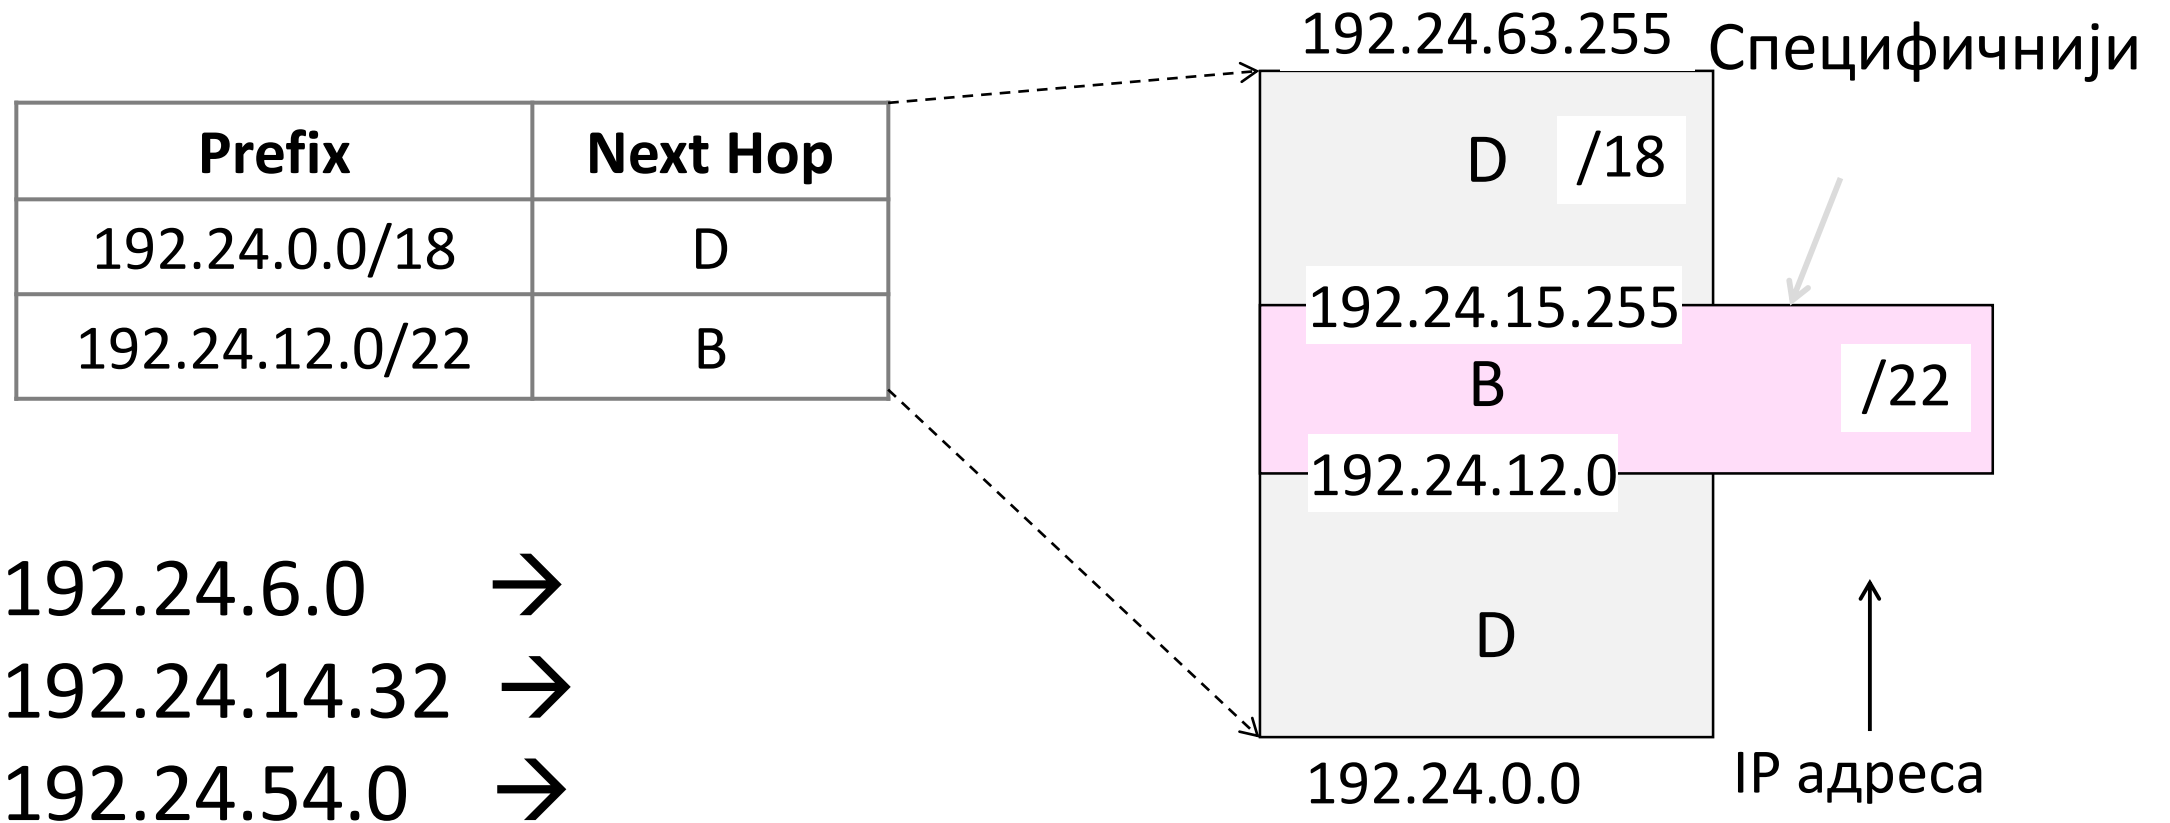 Prefix Next Hop
192.24.0.0/18 D
192.24.12.0/22 B
192.24.6.0 →
192.24.14.32 →
192.24.54.0 →
192.24.63.255
Специфичнији
D /18
192.24.15.255
B /22
192.24.12.0
D
192.24.0.0
IP адреса